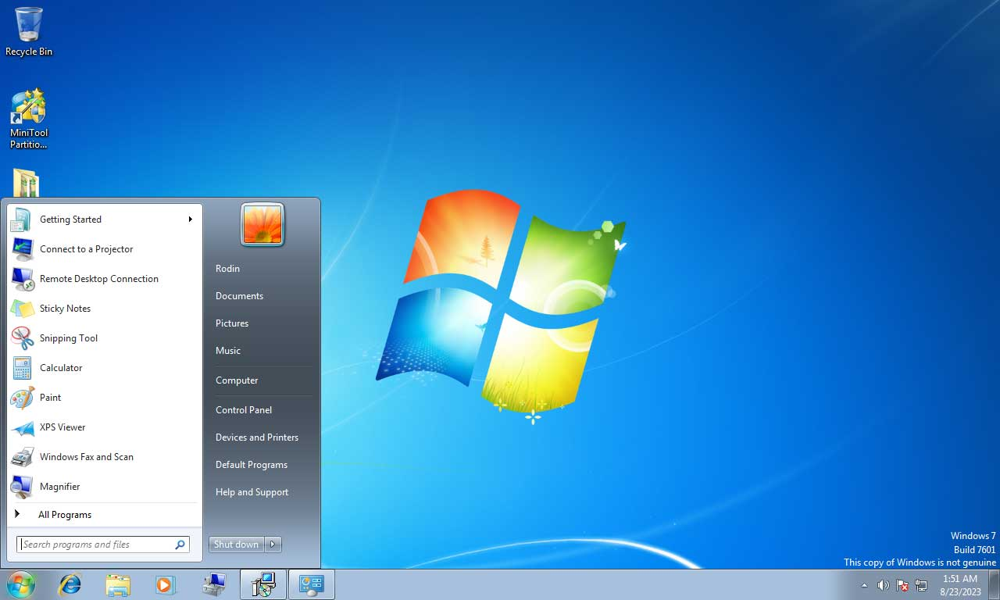 Recycle Bin
MiniTool
Partitio...
Getting Started
Connect to a Projector
Remote Desktop Connection
Sticky Notes
Snipping Tool
Calculator
Paint
XPS Viewer
Windows Fax and Scan
Magnifier
All Programs
Search programs and files
Rodin
Documents
Pictures
Music
Computer
Control Panel
Devices and Printers
Default Programs
Help and Support
Shut down
Windows 7
Build 7601
This copy of Windows is not genuine
1:51 AM
8/23/2023